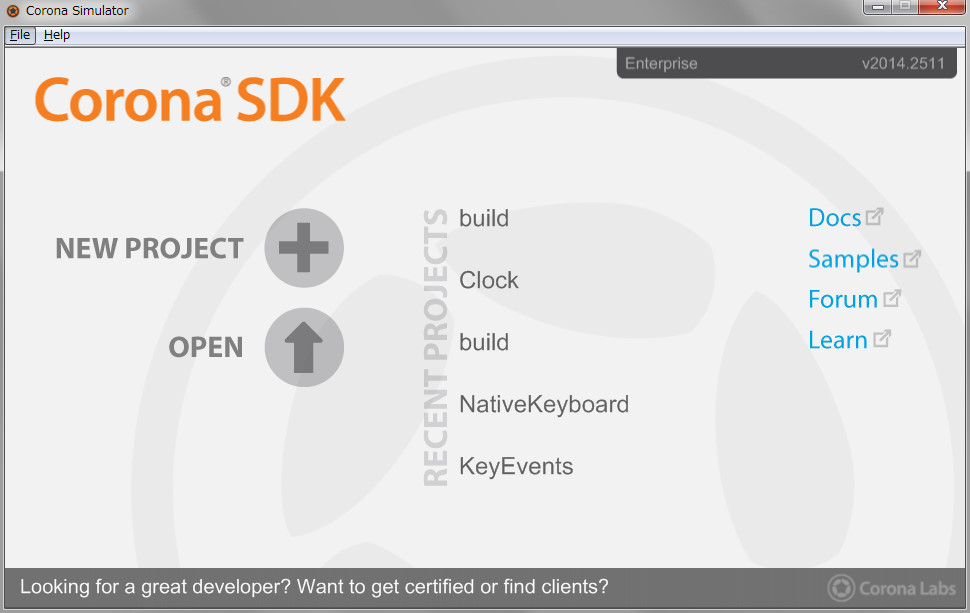 Corona Simulator
File Help
Enterprise v2014.2511
Corona® SDK
NEW PROJECT
OPEN
RECENT PROJECTS
build
Clock
build
NativeKeyboard
KeyEvents
Docs
Samples
Forum
Learn
Looking for a great developer? Want to get certified or find clients?
Corona Labs